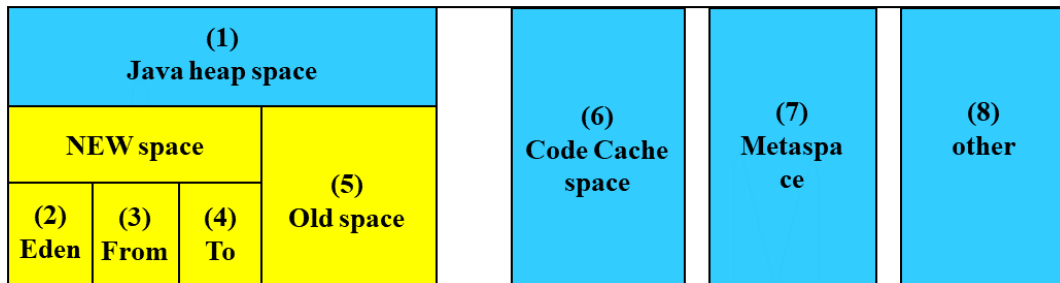 (1)
Java heap space
NEW space
(2)
Eden
(3)
From
(4)
To
(5)
Old space
(6)
Code Cache
space
(7)
Metaspa
ce
(8)
other